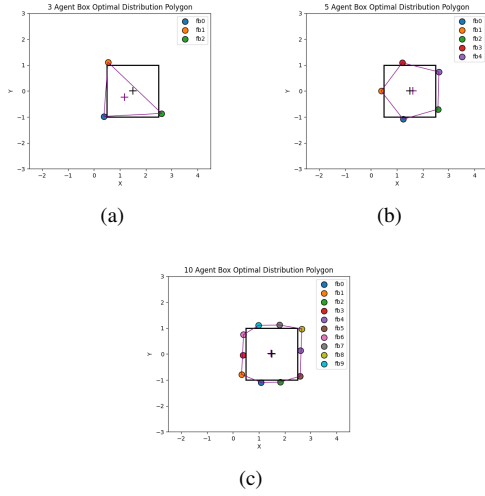 3 Agent Box Optimal Distribution Polygon
3
2
1
0
−1
−2
−3
Y
−2 −1 0 1 2 3 4
X
fb0
fb1
fb2
(a)
5 Agent Box Optimal Distribution Polygon
3
2
1
0
−1
−2
−3
Y
−2 −1 0 1 2 3 4
X
fb0
fb1
fb2
fb3
fb4
(b)
10 Agent Box Optimal Distribution Polygon
3
2
1
0
−1
−2
−3
Y
−2 −1 0 1 2 3 4
X
fb0
fb1
fb2
fb3
fb4
fb5
fb6
fb7
fb8
fb9
(c)